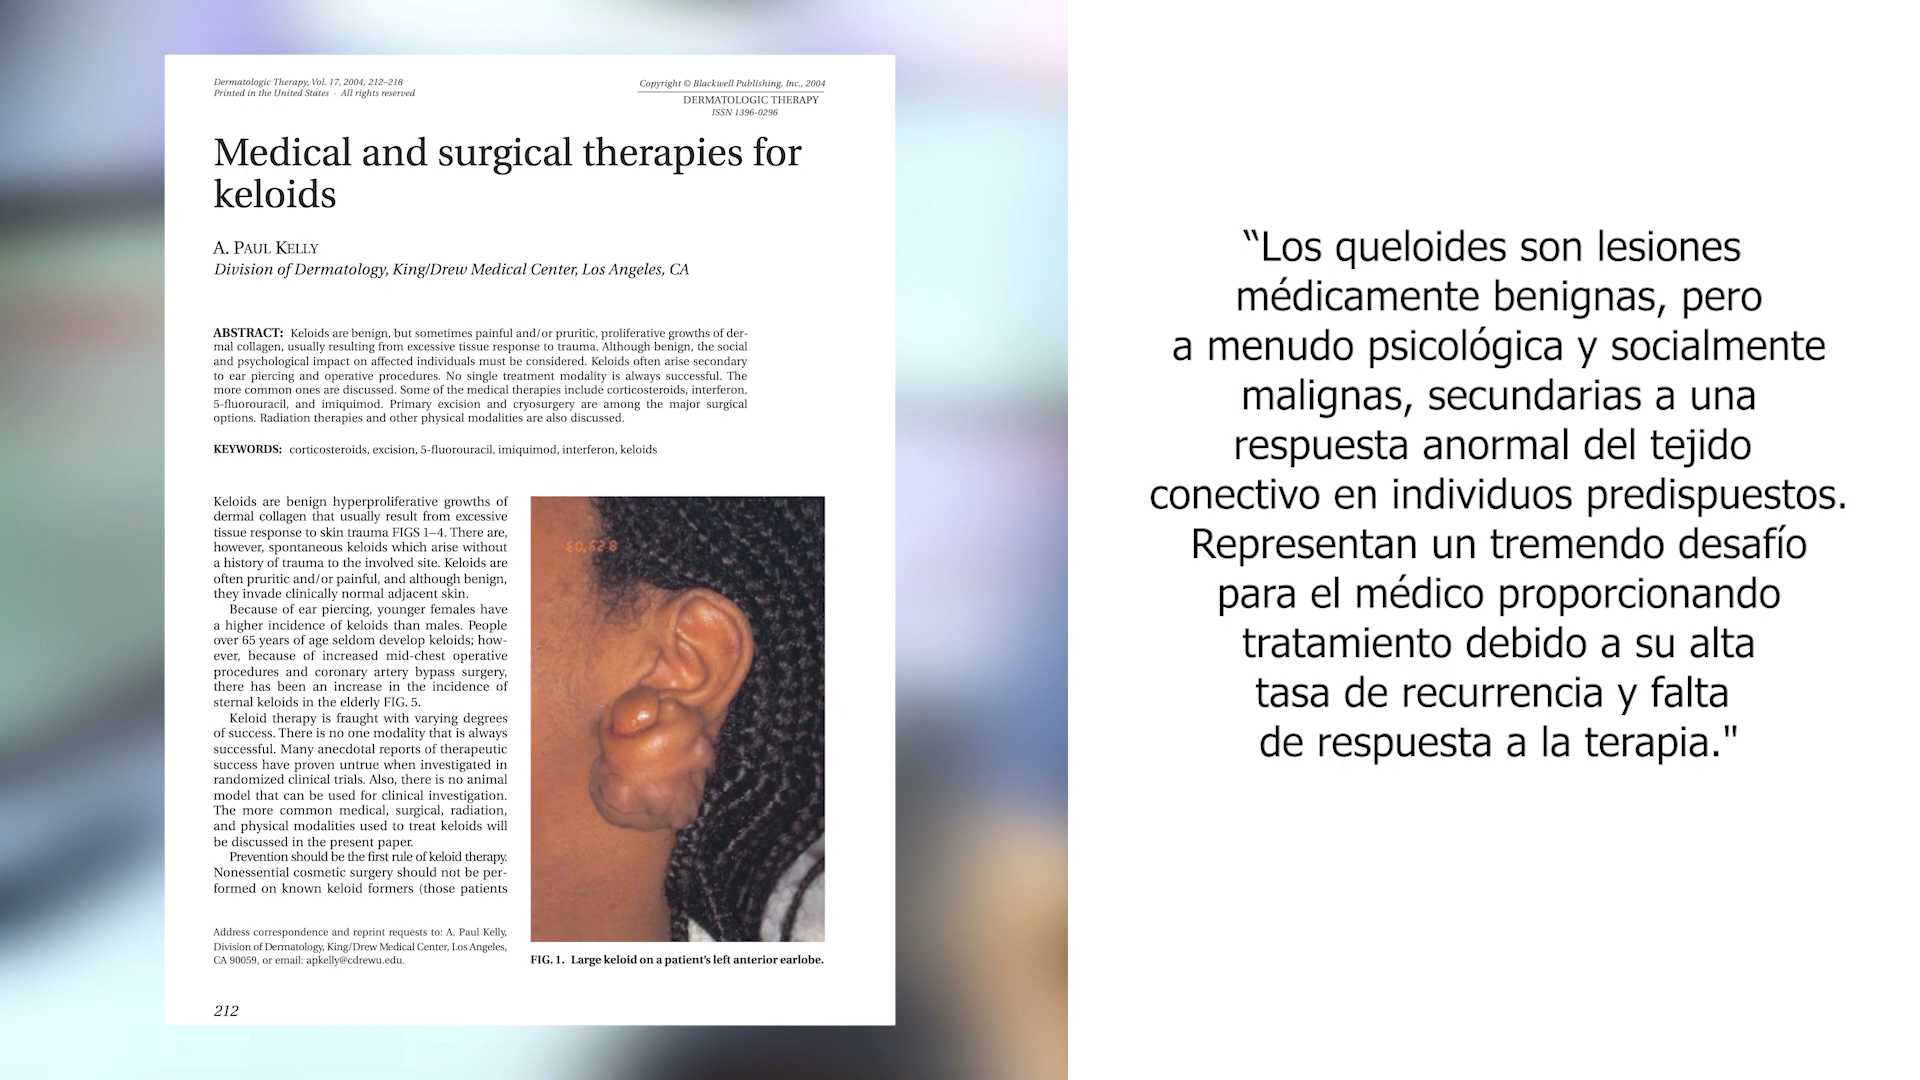 Dermatologic Therapy, Vol. 17, 2004, 212–218
Printed in the United States · All rights reserved
Copyright © Blackwell Publishing, Inc., 2004
DERMATOLOGIC THERAPY
ISSN 1396-0296
Medical and surgical therapies for
keloids
A. PAUL KELLY
Division of Dermatology, King/Drew Medical Center, Los Angeles, CA
ABSTRACT: Keloids are benign, but sometimes painful and/or pruritic, proliferative growths of der-
mal collagen, usually resulting from excessive tissue response to trauma. Although benign, the social
and psychological impact on affected individuals must be considered. Keloids often arise secondary
to ear piercing and operative procedures. No single treatment modality is always successful. The
more common ones are discussed. Some of the medical therapies include corticosteroids, interferon,
5-fluorouracil, and imiquimod. Primary excision and cryosurgery are among the major surgical
options. Radiation therapies and other physical modalities are also discussed.
KEYWORDS: corticosteroids, excision, 5-fluorouracil, imiquimod, interferon, keloids
Keloids are benign hyperproliferative growths of
dermal collagen that usually result from excessive
tissue response to skin trauma FIGS 1–4. There are,
however, spontaneous keloids which arise without
a history of trauma to the involved site. Keloids are
often pruritic and/or painful, and although benign,
they invade clinically normal adjacent skin.
Because of ear piercing, younger females have
a higher incidence of keloids than males. People
over 65 years of age seldom develop keloids; how-
ever, because of increased mid-chest operative
procedures and coronary artery bypass surgery,
there has been an increase in the incidence of
sternal keloids in the elderly FIG. 5.
Keloid therapy is fraught with varying degrees
of success. There is no one modality that is always
successful. Many anecdotal reports of therapeutic
success have proven untrue when investigated in
randomized clinical trials. Also, there is no animal
model that can be used for clinical investigation.
The more common medical, surgical, radiation,
and physical modalities used to treat keloids will
be discussed in the present paper.
Prevention should be the first rule of keloid therapy.
Nonessential cosmetic surgery should not be per-
formed on known keloid formers (those patients
Address correspondence and reprint requests to: A. Paul Kelly,
Division of Dermatology, King/Drew Medical Center, Los Angeles,
CA 90059, or email: apkelly@cdrewu.edu.
FIG. 1. Large keloid on a patient's left anterior earlobe.
212
“Los queloides son lesiones
médicamente benignas, pero
a menudo psicológica y socialmente
malignas, secundarias a una
respuesta anormal del tejido
conectivo en individuos predispuestos.
Representan un tremendo desafío
para el médico proporcionando
tratamiento debido a su alta
tasa de recurrencia y falta
de respuesta a la terapia."